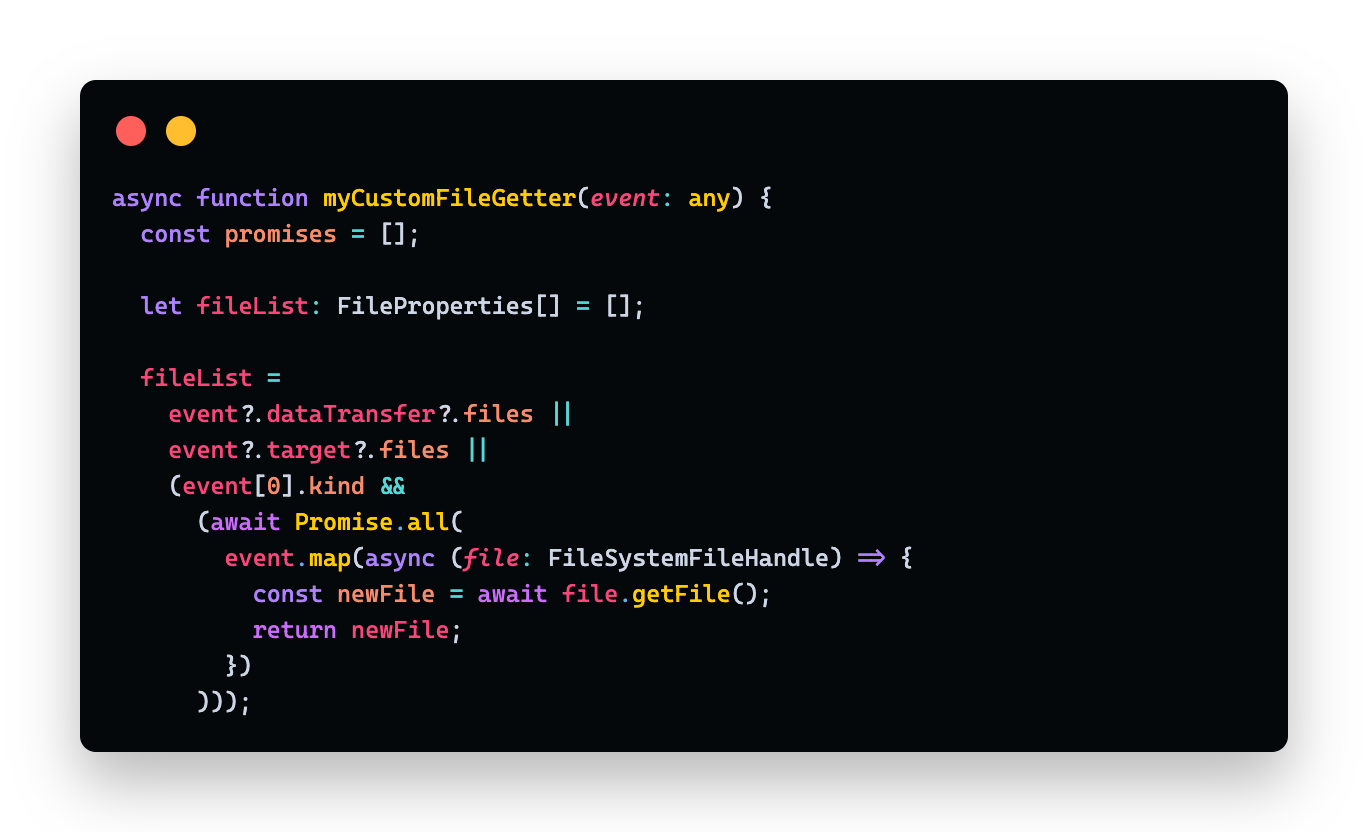 async function myCustomFileGetter(event: any) {
  const promises = [];

  let fileList: FileProperties[] = [];

  fileList =
    event?.dataTransfer?.files ||
    event?.target?.files ||
    (event[0].kind &&
      (await Promise.all(
        event.map(async (file: FileSystemFileHandle) => {
          const newFile = await file.getFile();
          return newFile;
        })
      )));